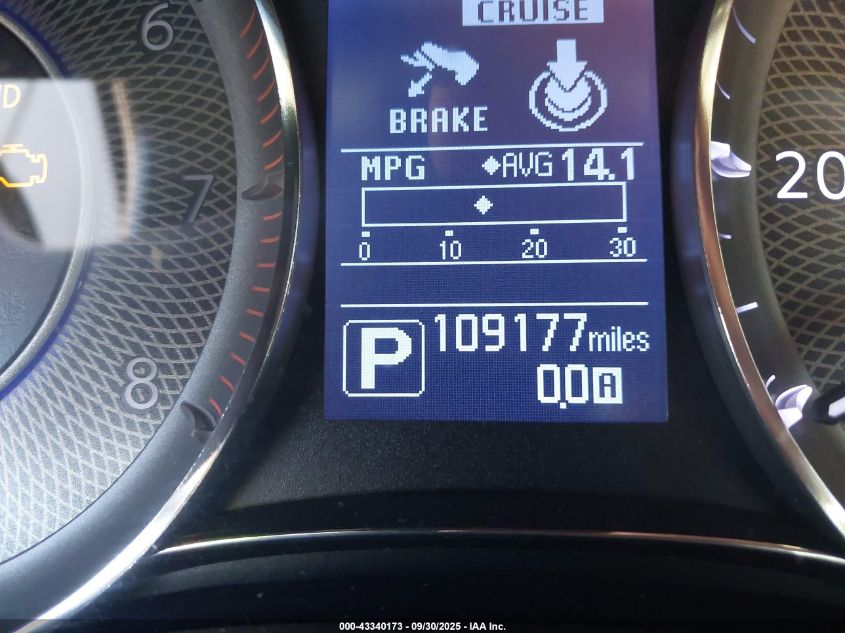 CRUISE
6
BRAKE
MPG AVG 14.1
7
20
0 10 20 30
P 109177 miles
8
0.0 A
000-43340173 - 09/30/2025 - IAA Inc.